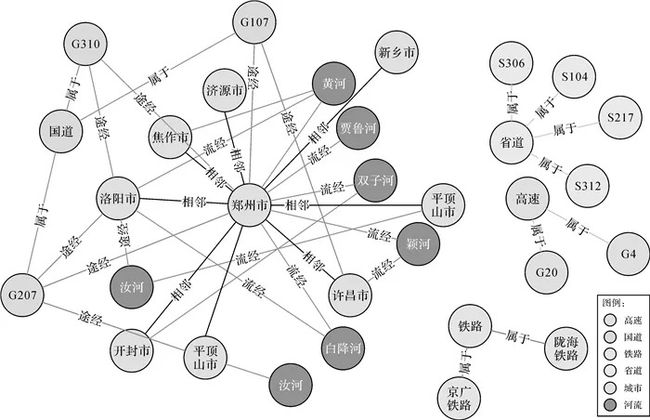 G107
G310
新乡市
属于
途经
黄河
济源市
S306
S104
属于
途经
途经
国道
焦作市
相邻
流经
相邻
贾鲁河
流经
属于
属于
S217
属于
省道
相邻
流经
双子河
属于
属于
S312
洛阳市
相邻
郑州市
相邻
平顶
山市
高速
途经
途经
途经
流经
颍河
属于
属于
G4
G20
G207
汝河
相邻
流经
相邻
流经
许昌市
途经
流经
铁路
属于
陇海
铁路
开封市
平顶
山市
白降河
属于
汝河
京广
铁路
图例：
高速
国道
铁路
省道
城市
河流